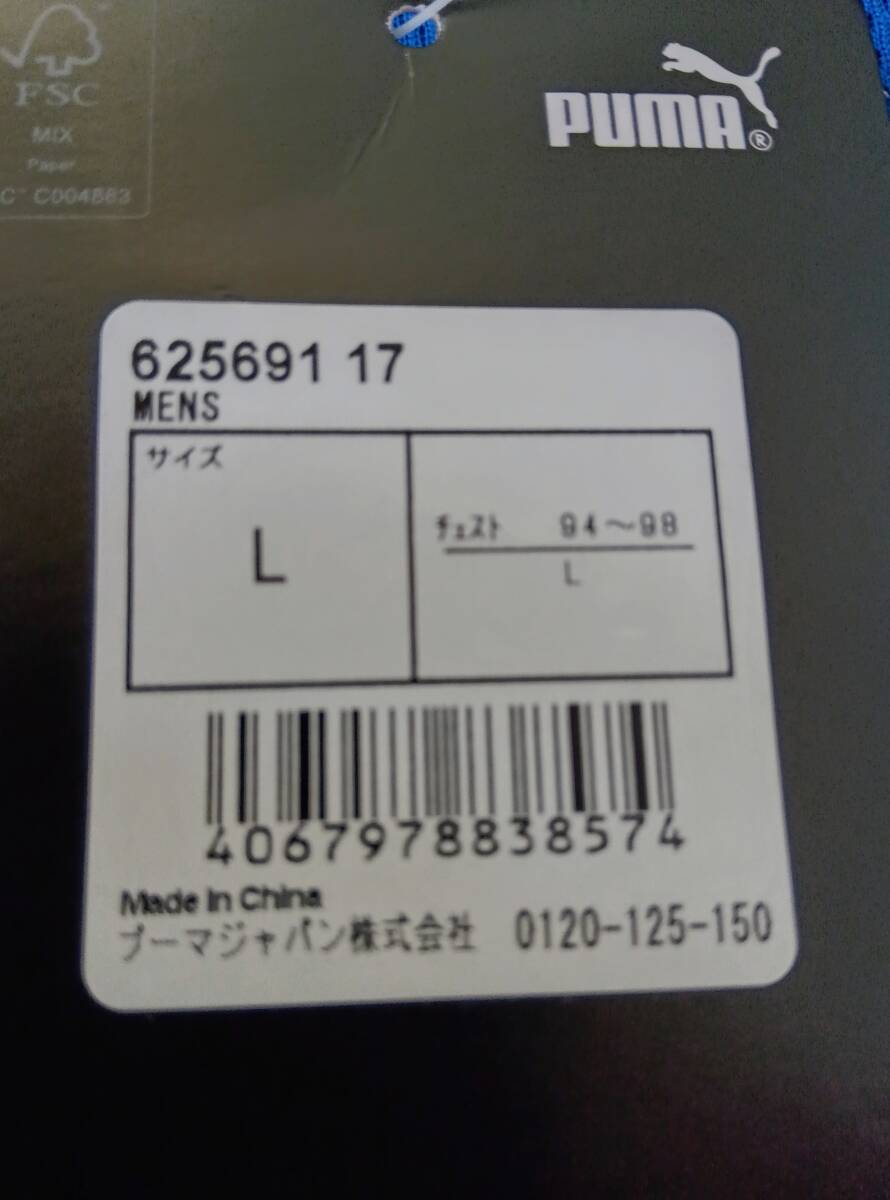 FSC
MIX
Paper
C™ C004863
PUMA®
625691 17
MENS
サイズ
L
チェスト 94〜98
L
4067978838574
Made in China
プーマジャパン株式会社 0120-125-150